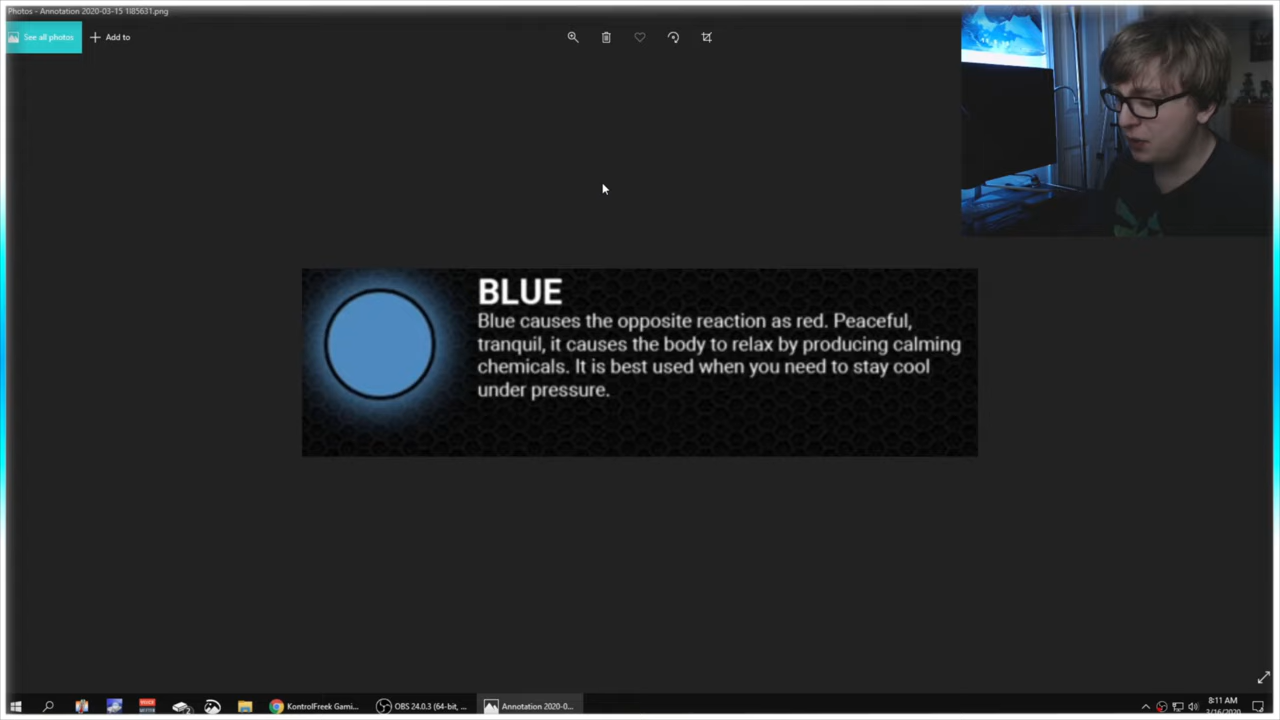 Photos - Annotation 2020-03-15 185631.png
See all photos
Add to
BLUE
Blue causes the opposite reaction as red. Peaceful,
tranquil, it causes the body to relax by producing calming
chemicals. It is best used when you need to stay cool
under pressure.
KontrolFreek Gami...
OBS 24.0.3 (64-bit, ...
Annotation 2020-0...
8:11 AM
3/16/2020